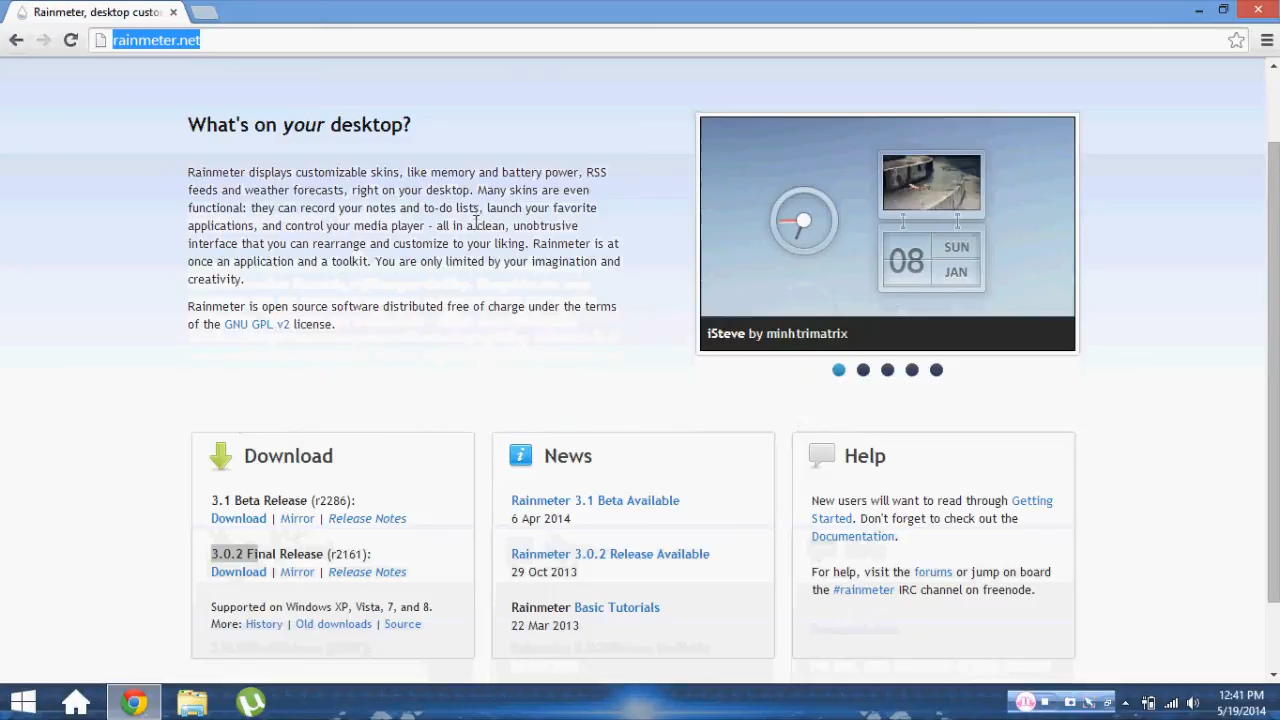 Rainmeter, desktop custo
rainmeter.net
What's on your desktop?
Rainmeter displays customizable skins, like memory and battery power, RSS
feeds and weather forecasts, right on your desktop. Many skins are even
functional: they can record your notes and to-do lists, launch your favorite
applications, and control your media player - all in a clean, unobtrusive
interface that you can rearrange and customize to your liking. Rainmeter is at
once an application and a toolkit. You are only limited by your imagination and
creativity.
Rainmeter is open source software distributed free of charge under the terms
of the GNU GPL v2 license.
08
SUN
JAN
iSteve by minhtrimatrix
Download
3.1 Beta Release (r2286):
Download | Mirror | Release Notes
3.0.2 Final Release (r2161):
Download | Mirror | Release Notes
Supported on Windows XP, Vista, 7, and 8.
More: History | Old downloads | Source
News
Rainmeter 3.1 Beta Available
6 Apr 2014
Rainmeter 3.0.2 Release Available
29 Oct 2013
Rainmeter Basic Tutorials
22 Mar 2013
Help
New users will want to read through Getting
Started. Don't forget to check out the
Documentation.
For help, visit the forums or jump on board
the #rainmeter IRC channel on freenode.
12:41 PM
5/19/2014